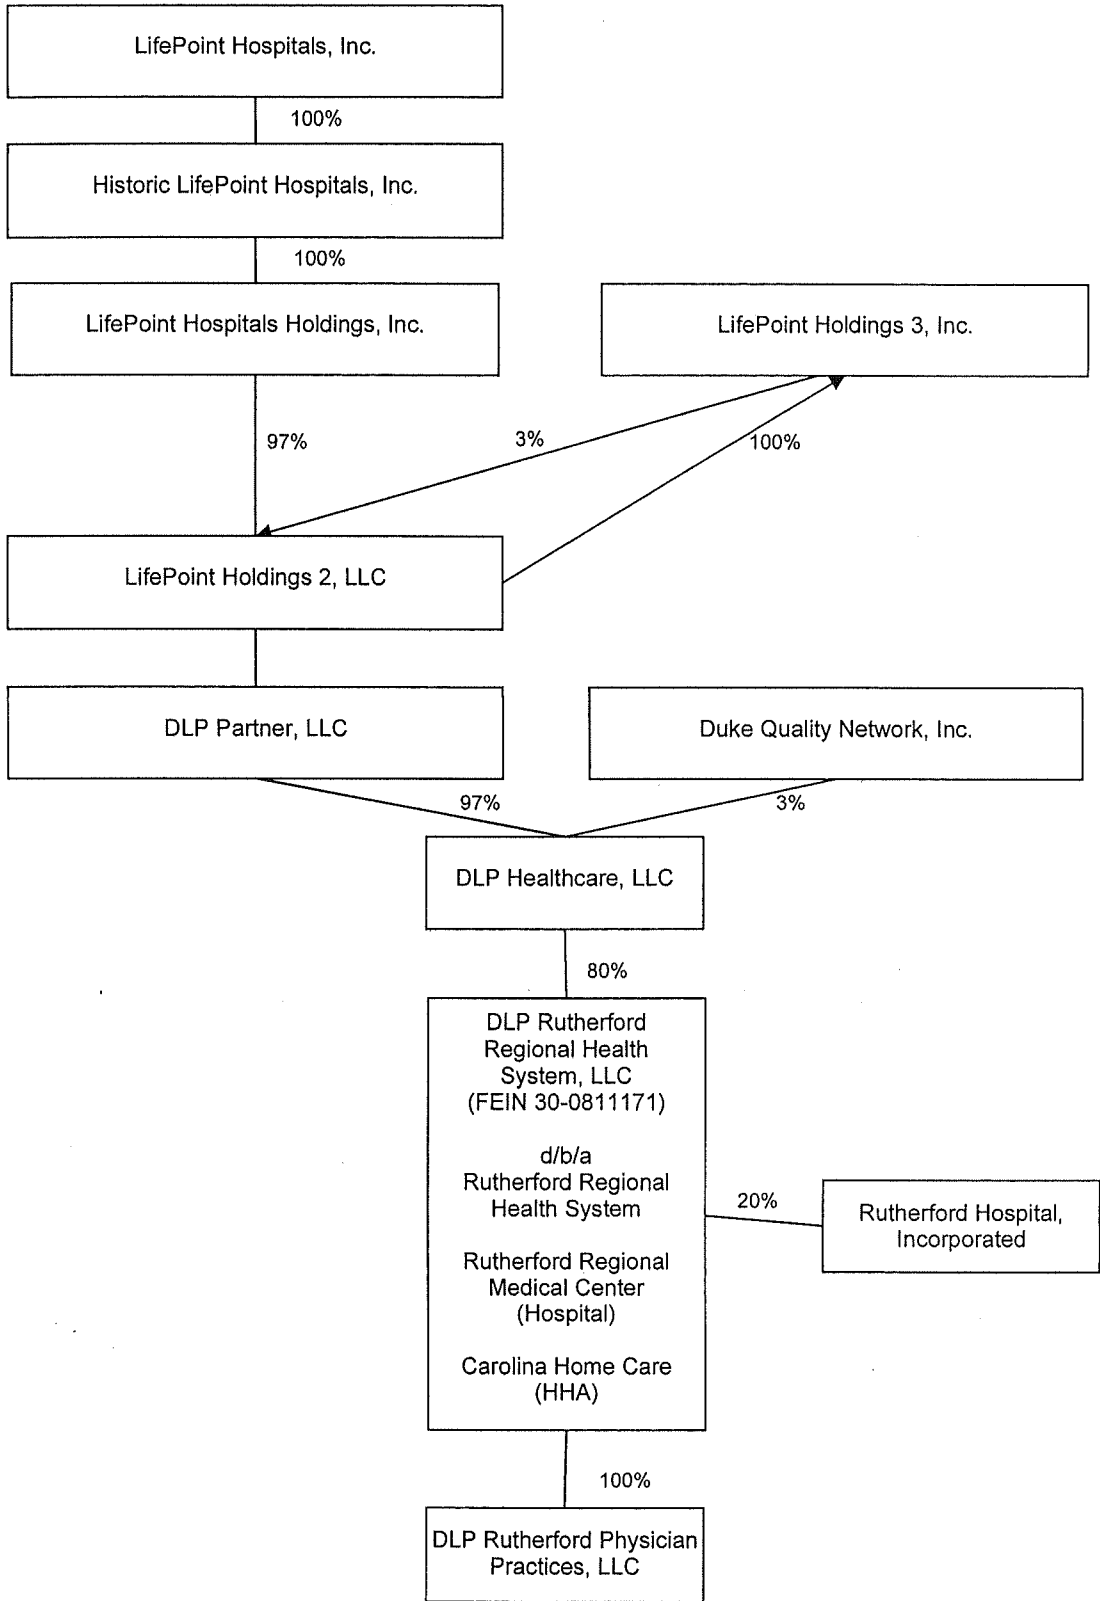 LifePoint Hospitals, Inc.
100%
Historic LifePoint Hospitals, Inc.
100%
LifePoint Hospitals Holdings, Inc.
LifePoint Holdings 3, Inc.
97%
3%
100%
LifePoint Holdings 2, LLC
DLP Partner, LLC
Duke Quality Network, Inc.
97%
3%
DLP Healthcare, LLC
80%
DLP Rutherford
Regional Health
System, LLC
(FEIN 30-0811171)
d/b/a
Rutherford Regional
Health System
Rutherford Regional
Medical Center
(Hospital)
Carolina Home Care
(HHA)
20%
Rutherford Hospital,
Incorporated
100%
DLP Rutherford Physician
Practices, LLC